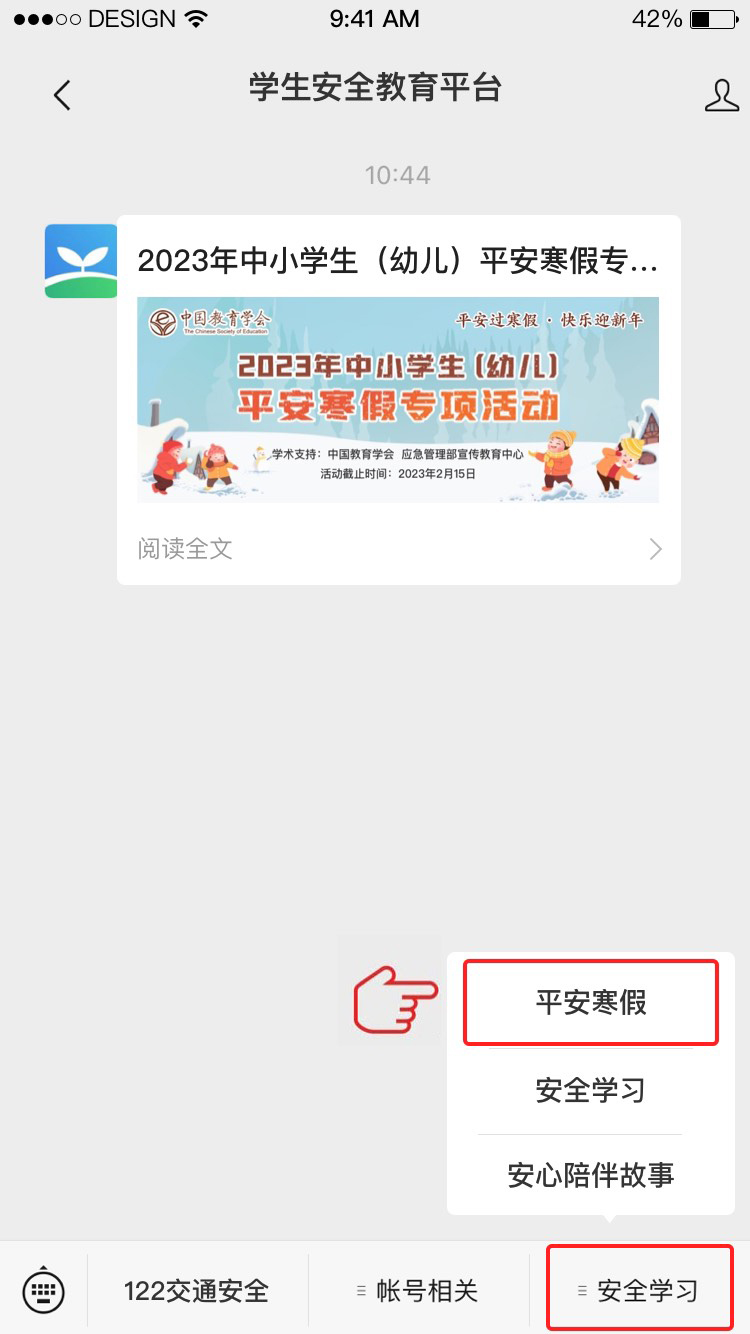 DESIGN
9:41 AM
42%
学生安全教育平台
10:44
2023年中小学生（幼儿）平安寒假专...
中国教育学会
The Chinese Society of Education
平安过寒假·快乐迎新年
2023年中小学生(幼儿)
平安寒假专项活动
学术支持：中国教育学会 应急管理部宣传教育中心
活动截止时间：2023年2月15日
阅读全文
平安寒假
安全学习
安心陪伴故事
122交通安全
帐号相关
安全学习